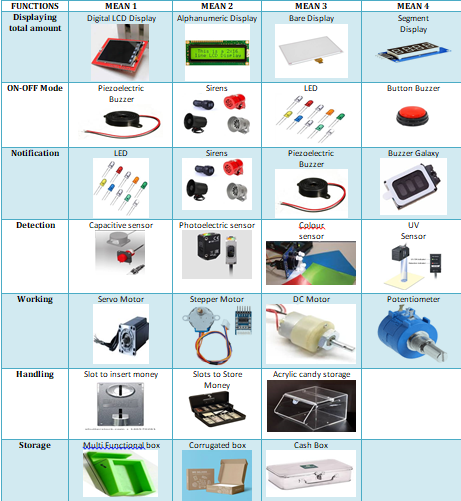 FUNCTIONS MEAN 1 MEAN 2 MEAN 3 MEAN 4
Displaying total amount
Digital LCD Display
Alphanumeric Display
Bare Display
Segment Display
ON-OFF Mode
Piezoelectric Buzzer
Sirens
LED
Button Buzzer
Notification
LED
Sirens
Piezoelectric Buzzer
Buzzer Galaxy
Detection
Capacitive sensor
Photoelectric sensor
Colour sensor
UV Sensor
Working
Servo Motor
Stepper Motor
DC Motor
Potentiometer
Handling
Slot to insert money
Slots to Store Money
Acrylic candy storage
Storage
Multi Functional box
Corrugated box
Cash Box